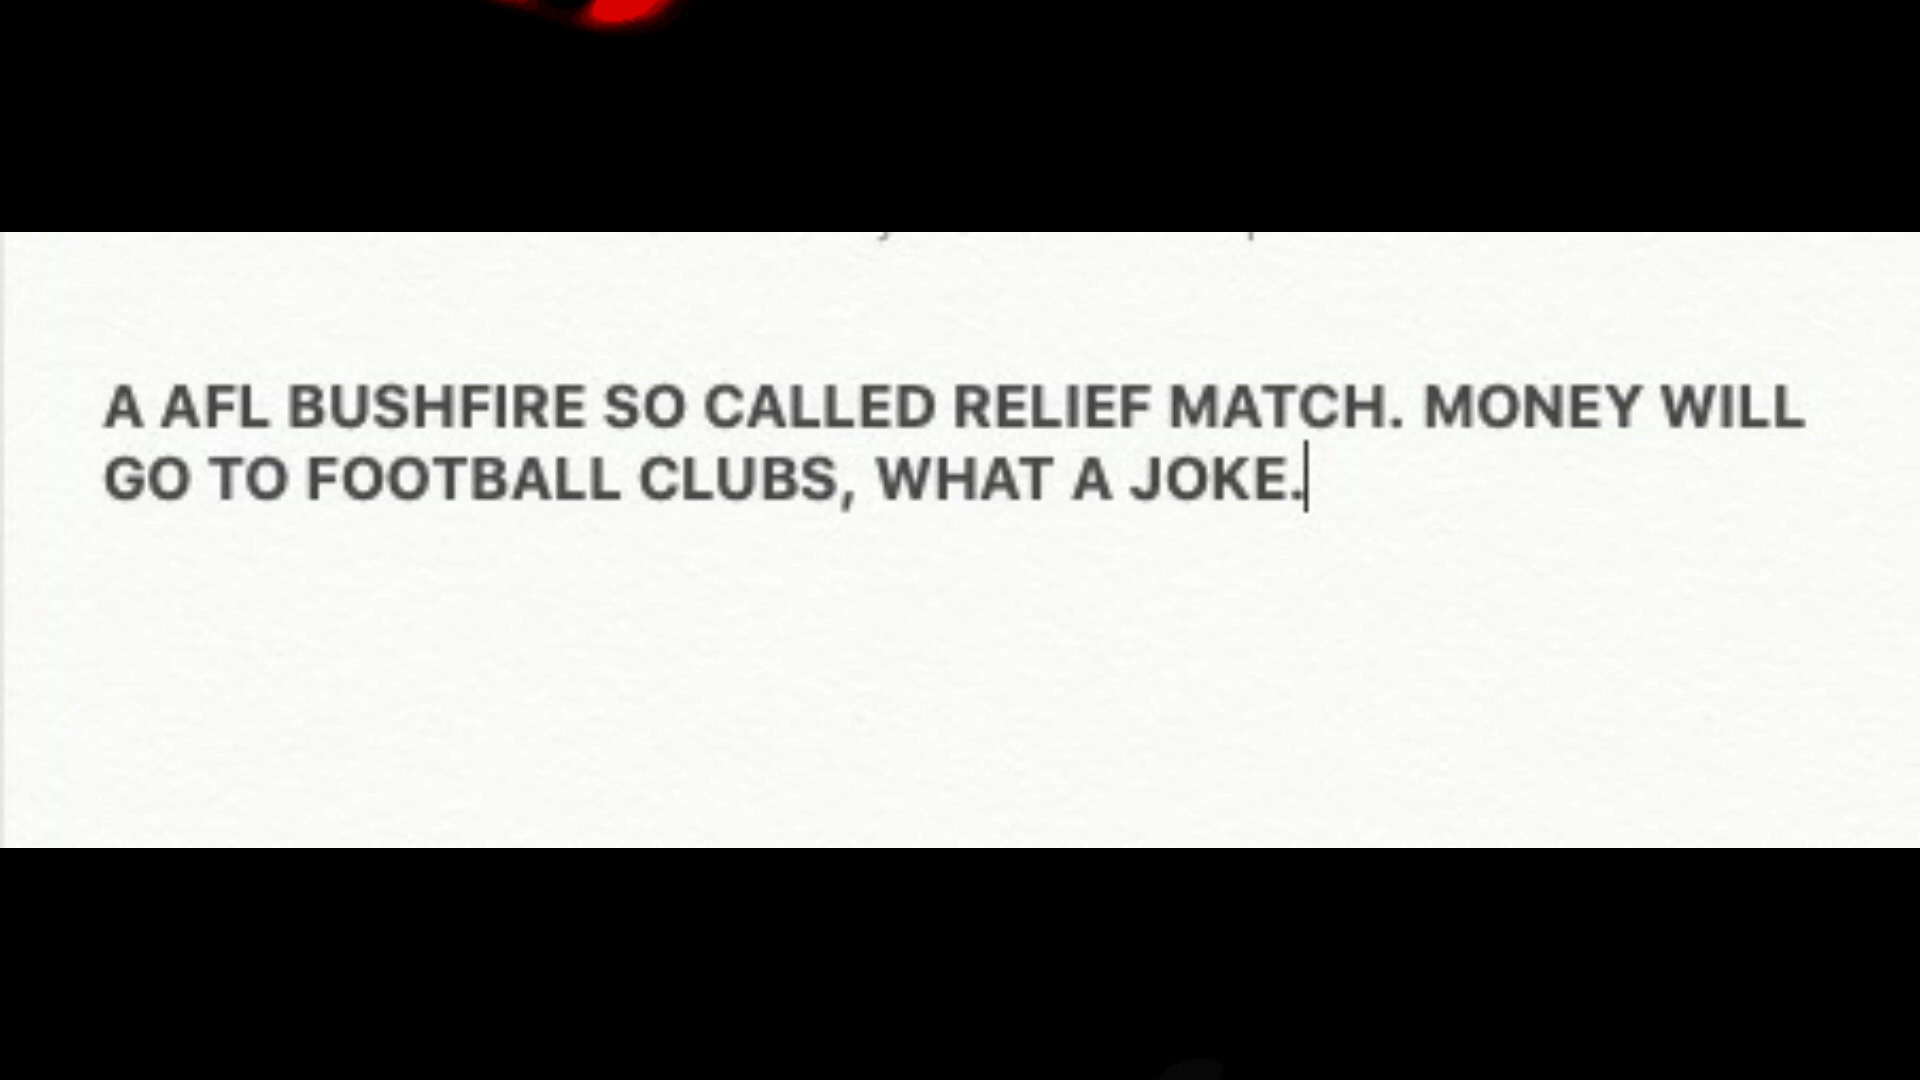 A AFL BUSHFIRE SO CALLED RELIEF MATCH. MONEY WILL
GO TO FOOTBALL CLUBS, WHAT A JOKE.